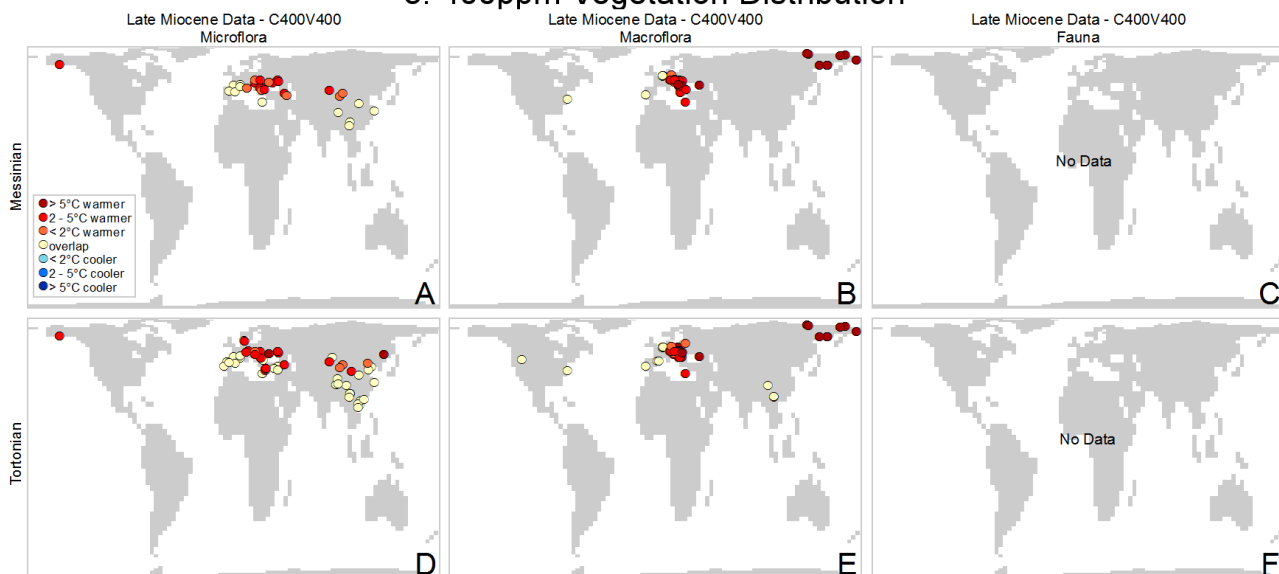 Late Miocene Data - C400V400
Microflora
Late Miocene Data - C400V400
Macroflora
Late Miocene Data - C400V400
Fauna
Messinian
> 5°C warmer
2 - 5°C warmer
< 2°C warmer
overlap
< 2°C cooler
2 - 5°C cooler
> 5°C cooler
A
B
No Data
C
Tortonian
D
E
No Data
F